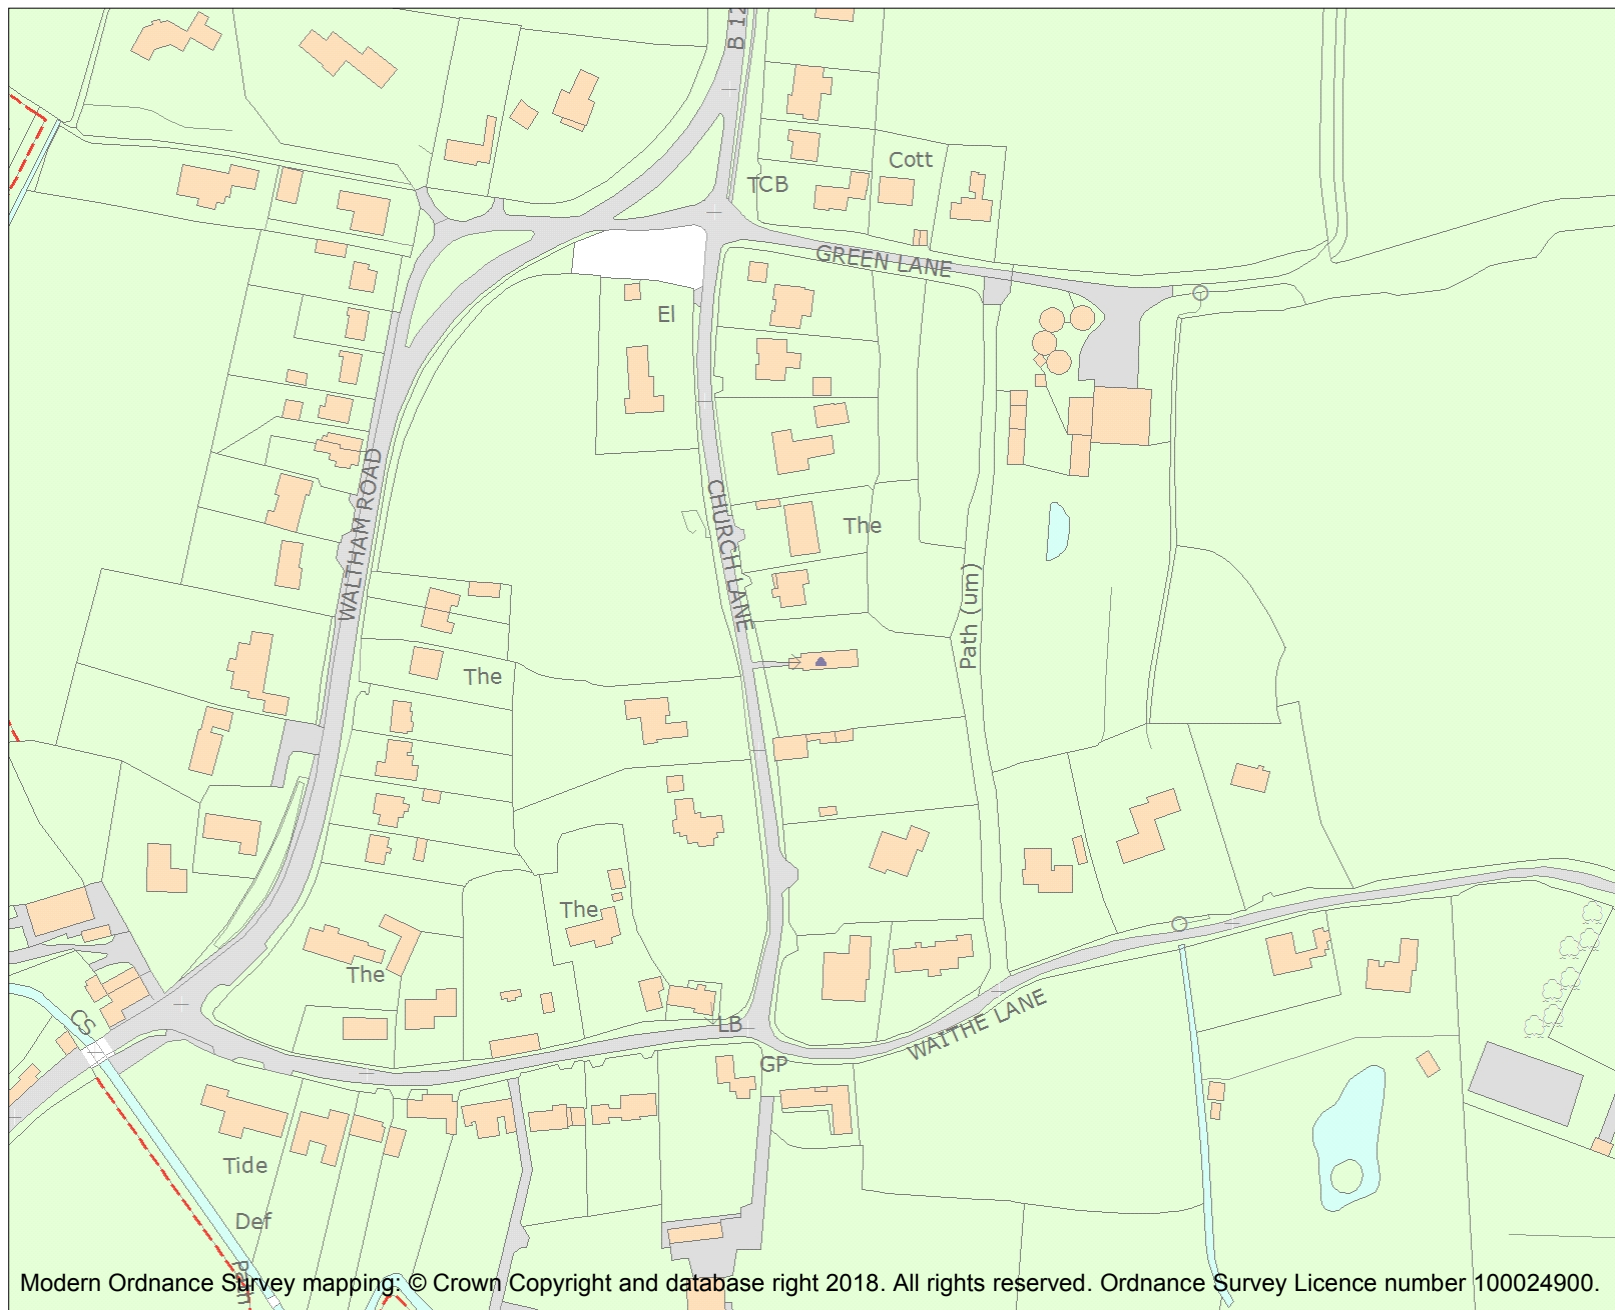 B 12
Cott
TCB
GREEN LANE
El
WALTHAM ROAD
CHURCH LANE
The
Path (um)
The
The
The
CS
LB
WAITHE LANE
GP
Tide
Def
Path
Modern Ordnance Survey mapping: © Crown Copyright and database right 2018. All rights reserved. Ordnance Survey Licence number 100024900.